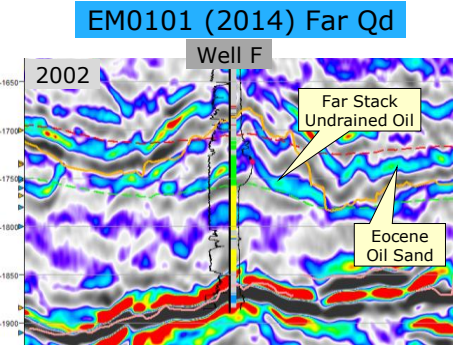 EM0101 (2014) Far Qd
Well F
2002
Far Stack
Undrained Oil
Eocene
Oil Sand
-1650
-1700
-1750
-1800
-1850
-1900